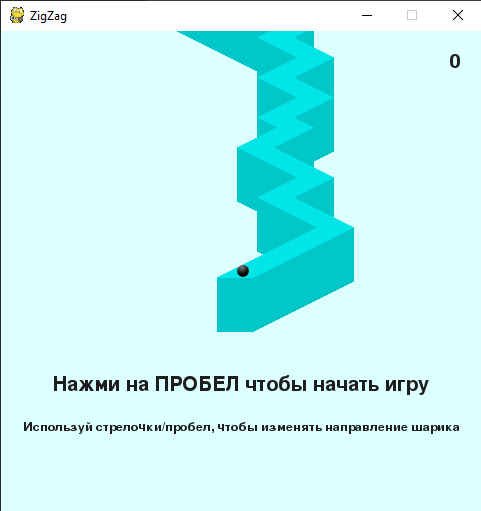 ZigZag
0
Нажми на ПРОБЕЛ чтобы начать игру
Используй стрелочки/пробел, чтобы изменять направление шарика